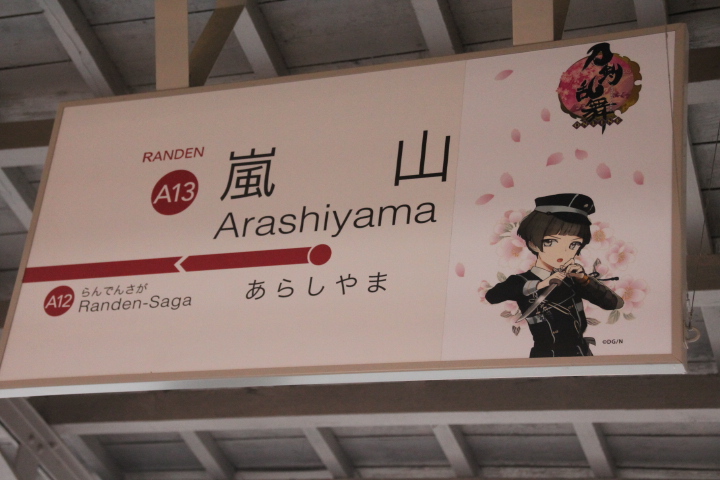 RANDEN
A13
嵐山
Arashiyama
あらしやま
A12
らんでんさが
Randen-Saga
刀剣乱舞
©DG/N